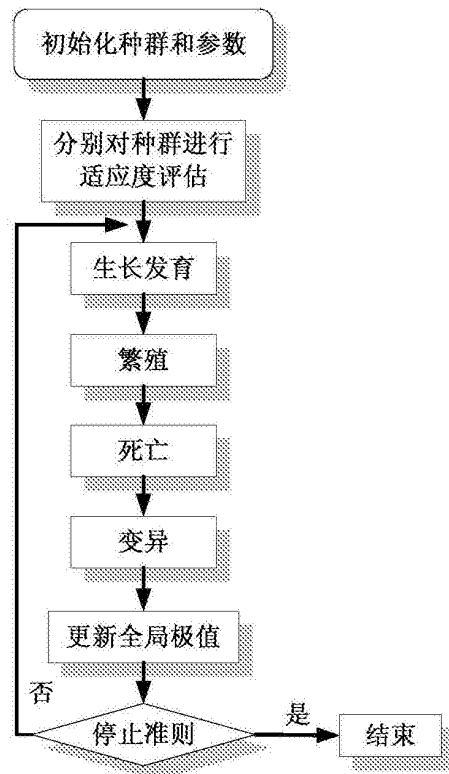 初始化种群和参数
分别对种群进行
适应度评估
生长发育
繁殖
死亡
变异
更新全局极值
否
停止准则
是
结束